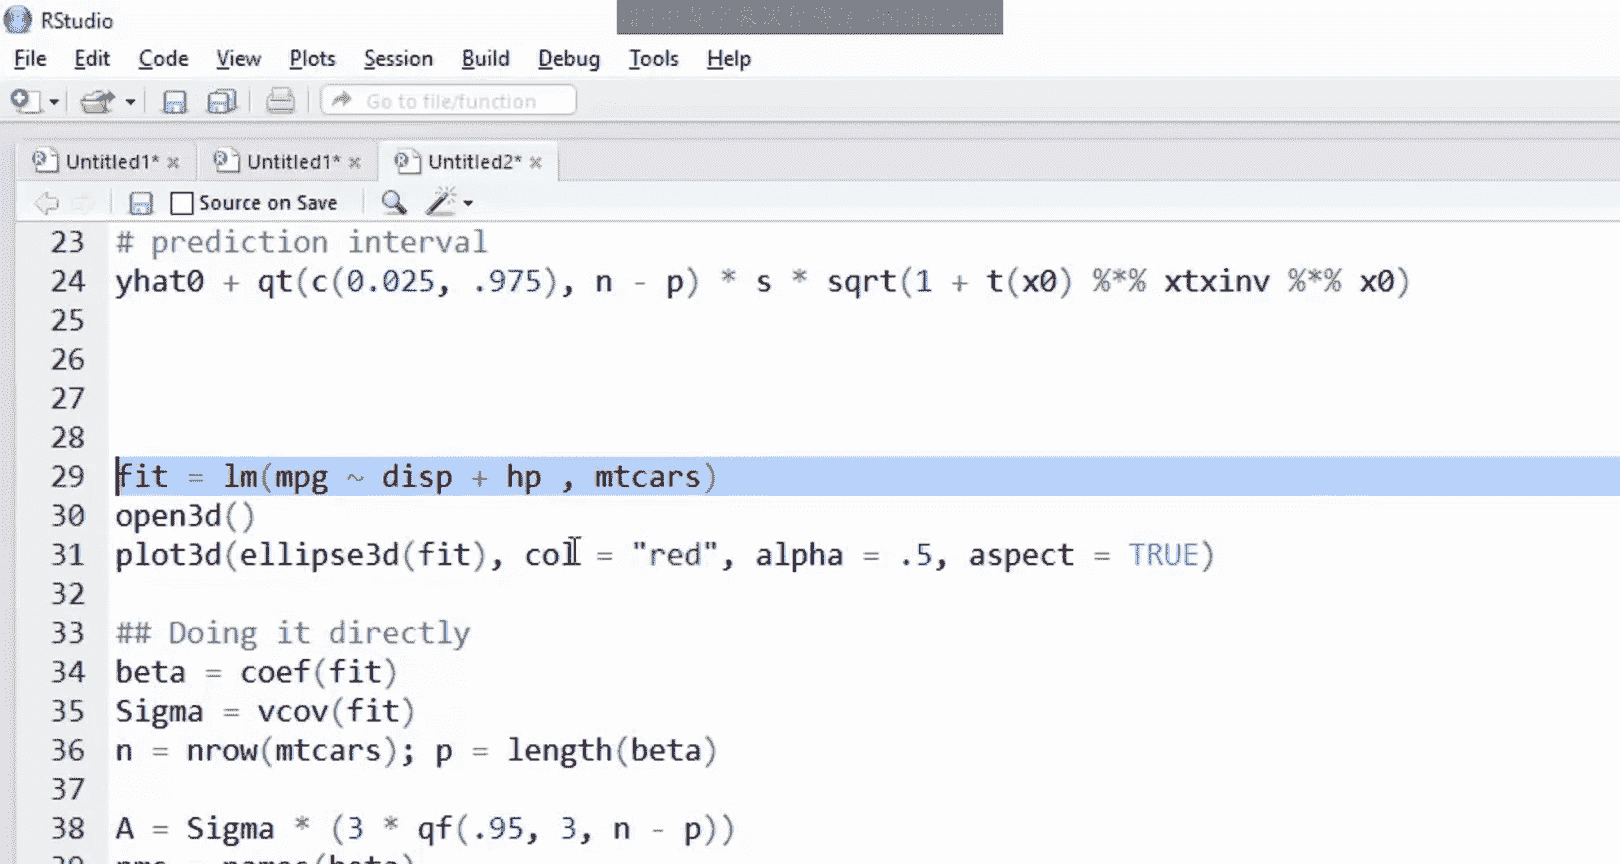 RStudio
File Edit Code View Plots Session Build Debug Tools Help
Go to file/function
Untitled1* Untitled1* Untitled2*
Source on Save
23 # prediction interval
24 yhat0 + qt(c(0.025, .975), n - p) * s * sqrt(1 + t(x0) %*% xtxinv %*% x0)
25
26
27
28
29 fit = lm(mpg ~ disp + hp , mtcars)
30 open3d()
31 plot3d(ellipse3d(fit), col = "red", alpha = .5, aspect = TRUE)
32
33 ## Doing it directly
34 beta = coef(fit)
35 Sigma = vcov(fit)
36 n = nrow(mtcars); p = length(beta)
37
38 A = Sigma * (3 * qf(.95, 3, n - p))
39 nms = names(beta)